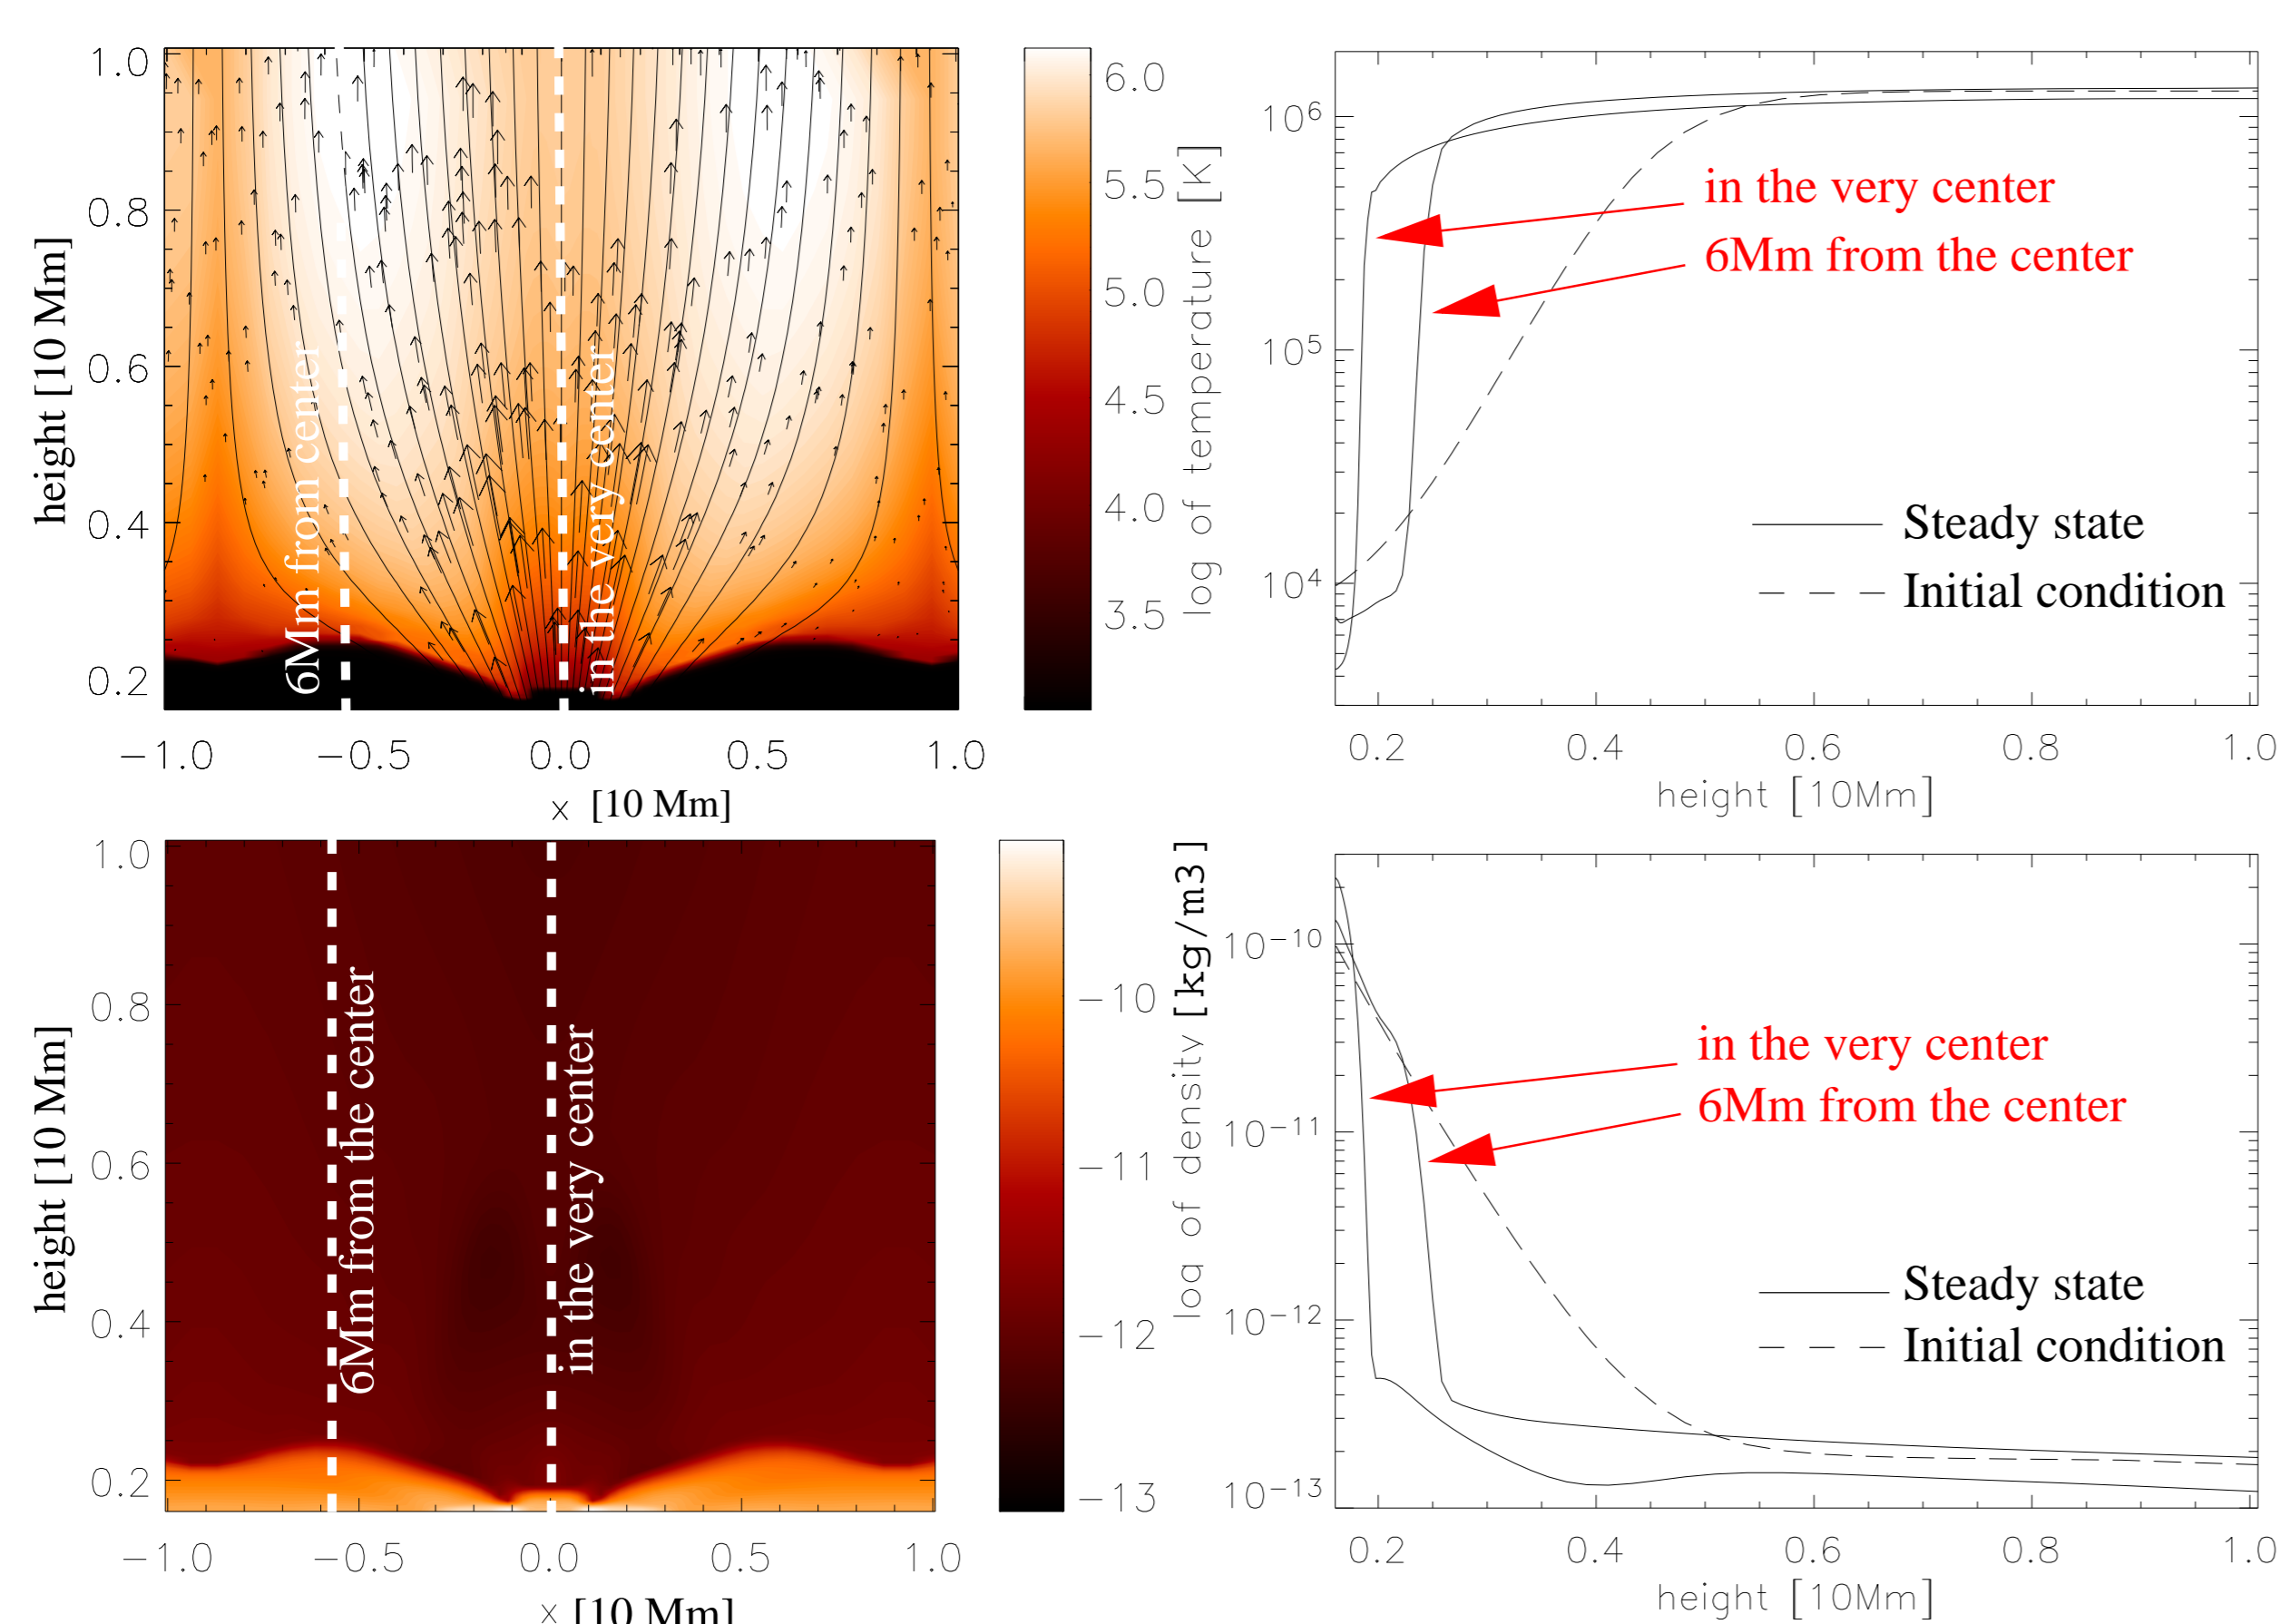 1.0
0.8
0.6
0.4
0.2
height [10 Mm]
−1.0
−0.5
0.0
0.5
1.0
x [10 Mm]
6Mm from center
in the very center
6.0
5.5
5.0
4.5
4.0
3.5
log of temperature [K]
10⁶
10⁵
10⁴
in the very center
6Mm from the center
Steady state
Initial condition
0.2
0.4
0.6
0.8
1.0
height [10Mm]
1.0
0.8
0.6
0.4
0.2
height [10 Mm]
−1.0
−0.5
0.0
0.5
1.0
x [10 Mm]
6Mm from the center
in the very center
−10
−11
−12
−13
log of density [kg/m3]
10⁻¹⁰
10⁻¹¹
10⁻¹²
10⁻¹³
in the very center
6Mm from the center
Steady state
Initial condition
0.2
0.4
0.6
0.8
1.0
height [10Mm]